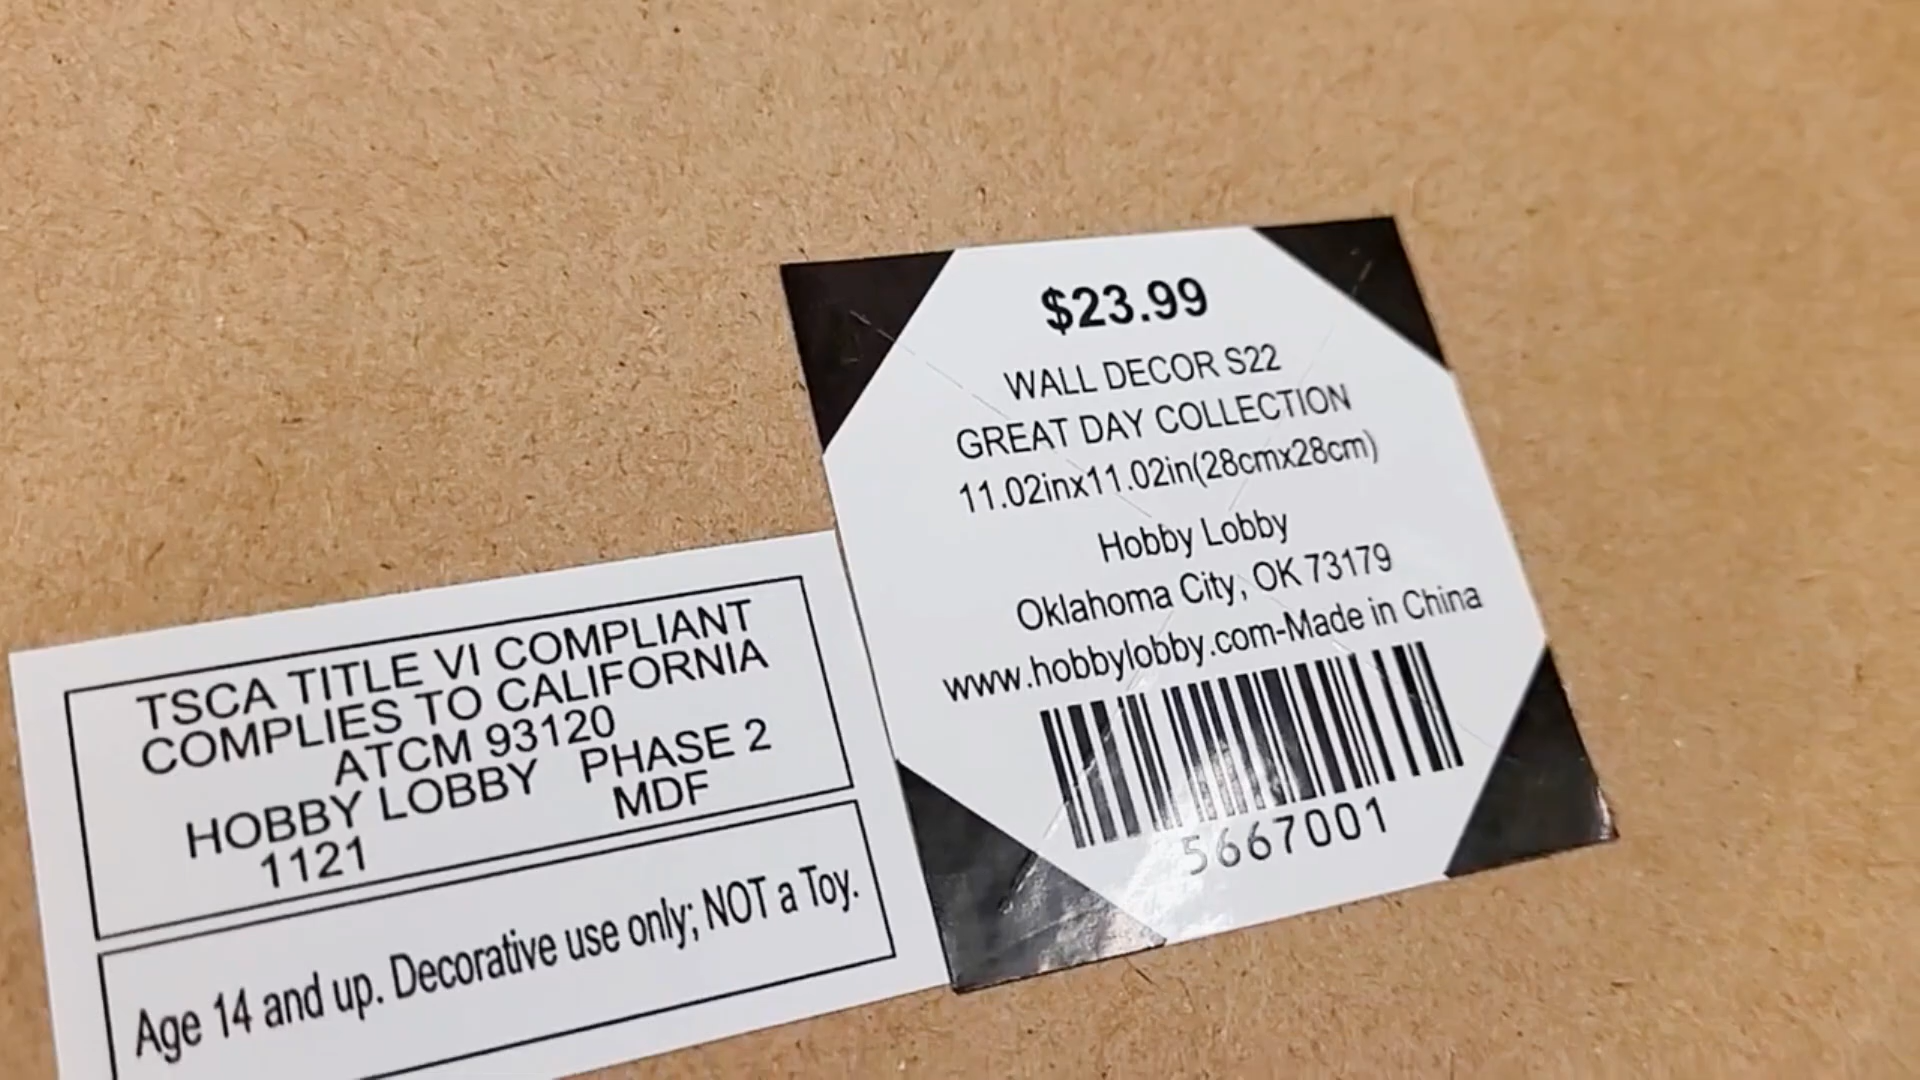 $23.99
WALL DECOR S22
GREAT DAY COLLECTION
11.02inx11.02in(28cmx28cm)
Hobby Lobby
Oklahoma City, OK 73179
www.hobbylobby.com-Made in China
5667001
TSCA TITLE VI COMPLIANT
COMPLIES TO CALIFORNIA
ATCM 93120
HOBBY LOBBY PHASE 2
1121 MDF
Age 14 and up. Decorative use only; NOT a Toy.